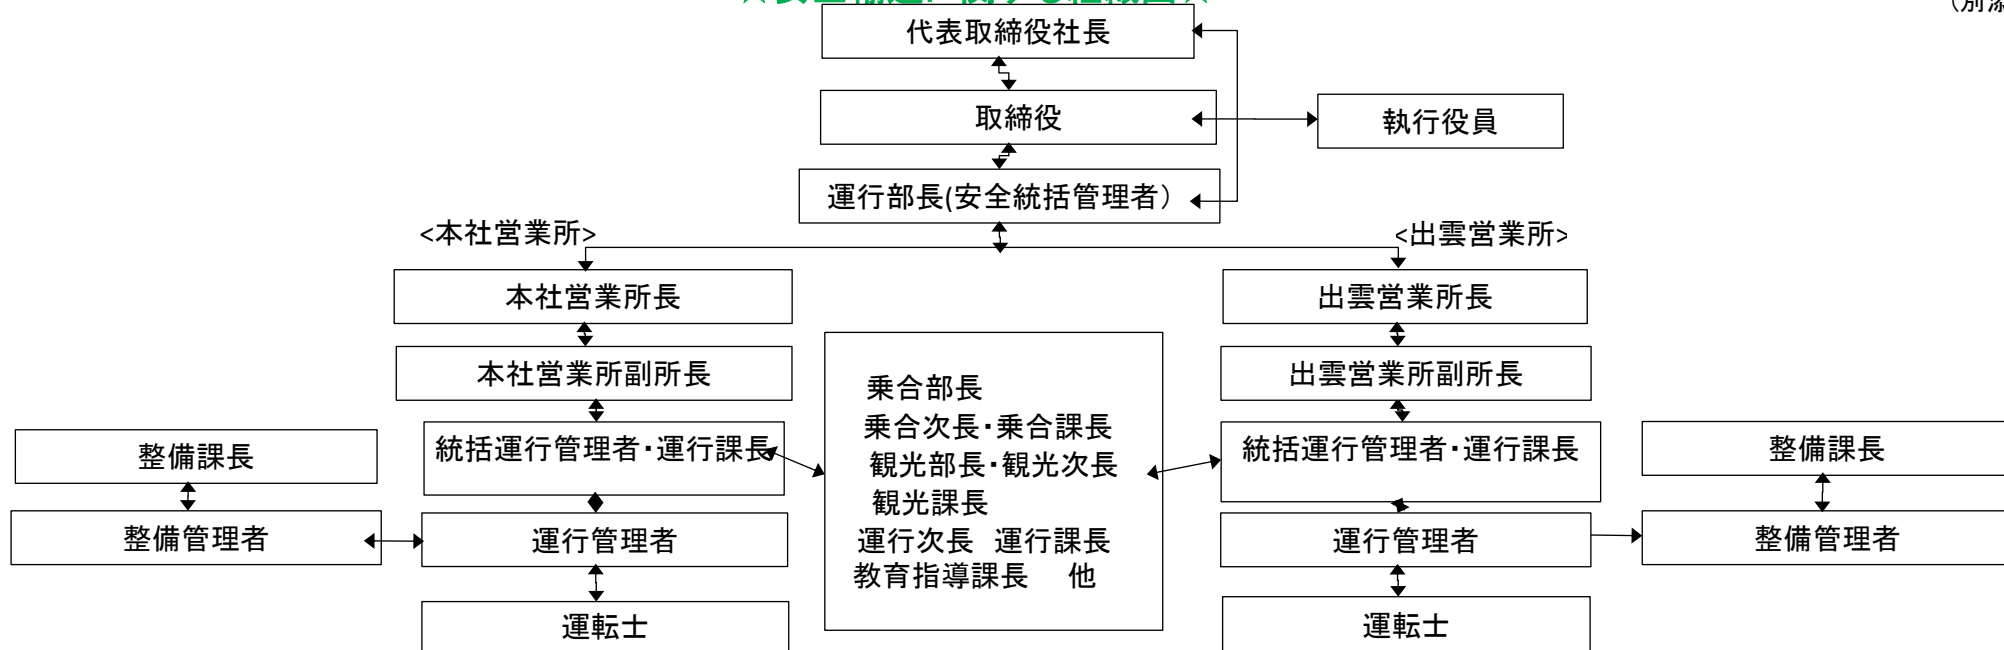 代表取締役社長
取締役
執行役員
運行部長(安全統括管理者）
<本社営業所>
<出雲営業所>
本社営業所長
出雲営業所長
本社営業所副所長
出雲営業所副所長
乗合部長
乗合次長・乗合課長
観光部長・観光次長
観光課長
運行次長　運行課長
教育指導課長　他
統括運行管理者・運行課長
統括運行管理者・運行課長
整備課長
整備課長
整備管理者
運行管理者
運行管理者
整備管理者
運転士
運転士